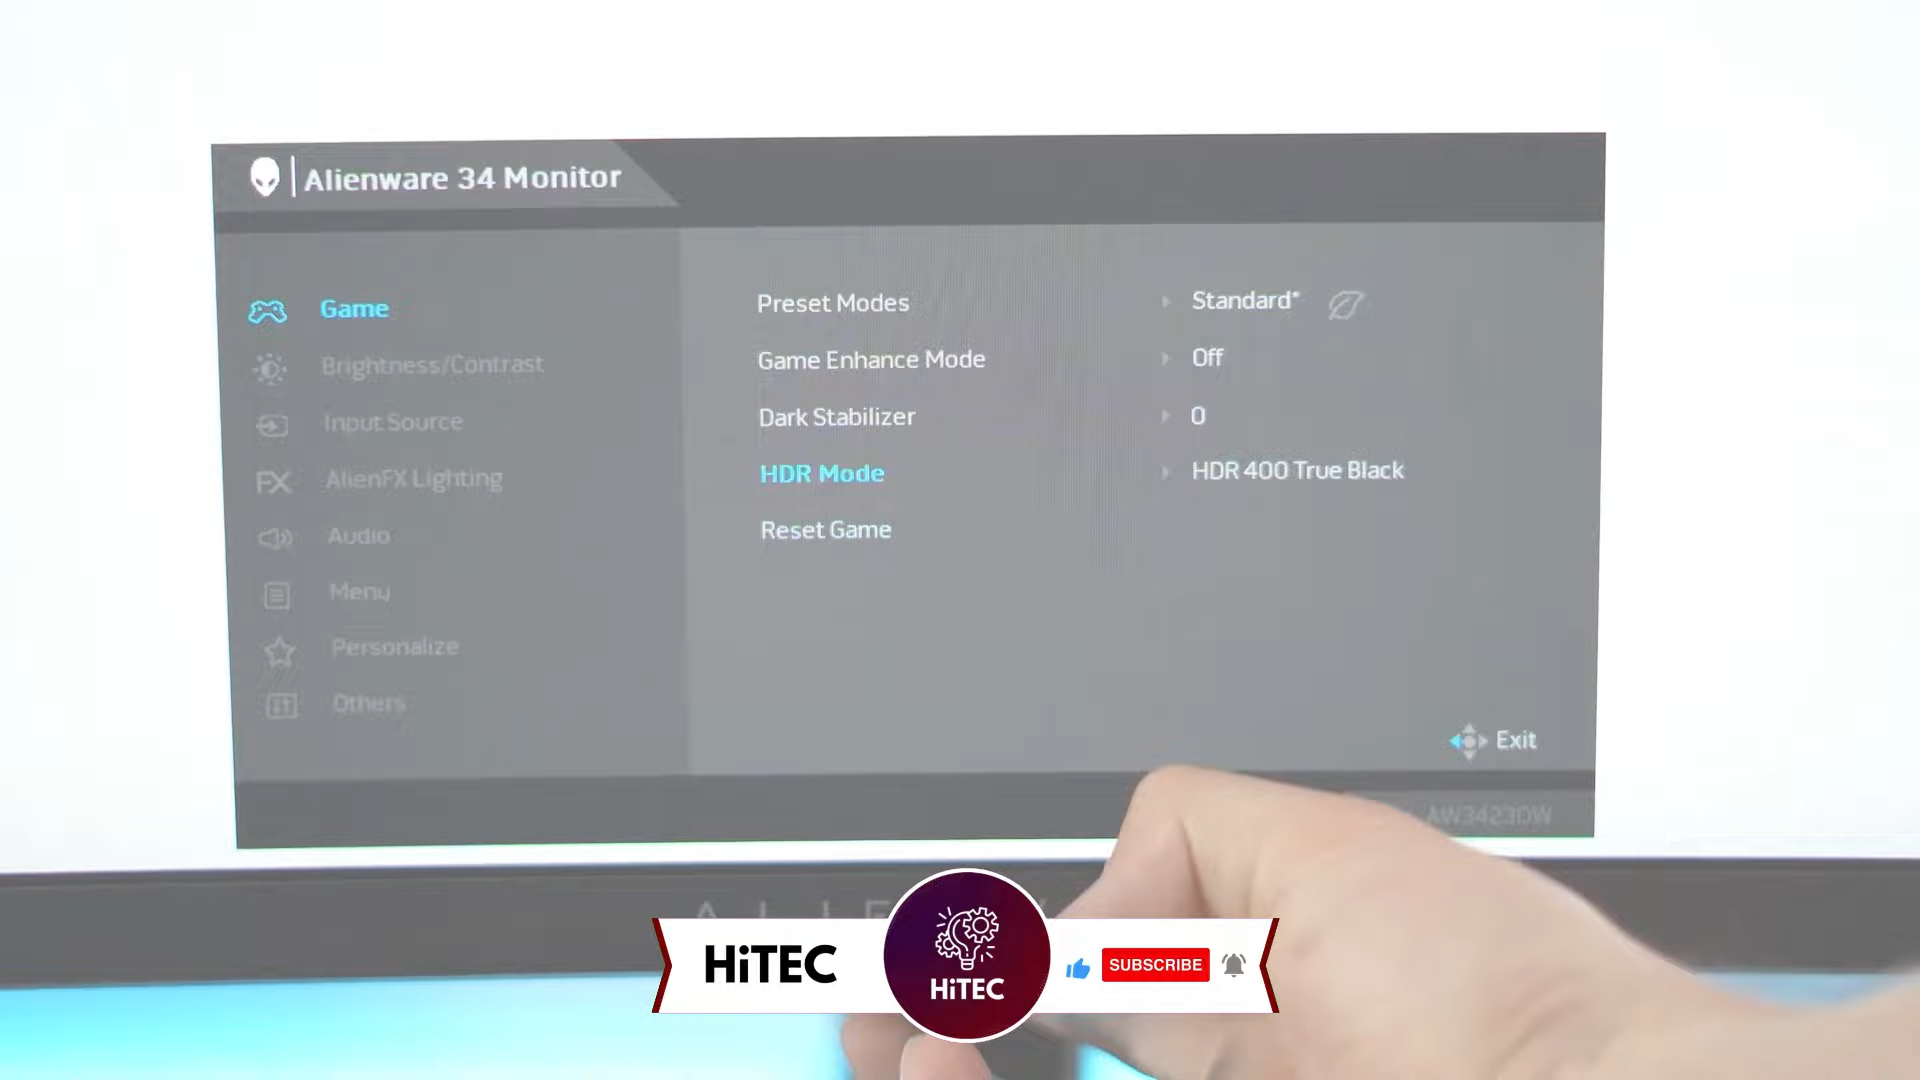 Alienware 34 Monitor
Game
Brightness/Contrast
Input Source
FX AlienFX Lighting
Audio
Menu
Personalize
Others
Preset Modes Standard*
Game Enhance Mode Off
Dark Stabilizer 0
HDR Mode HDR 400 True Black
Reset Game
Exit
AW3423DW
HiTEC
HiTEC
SUBSCRIBE